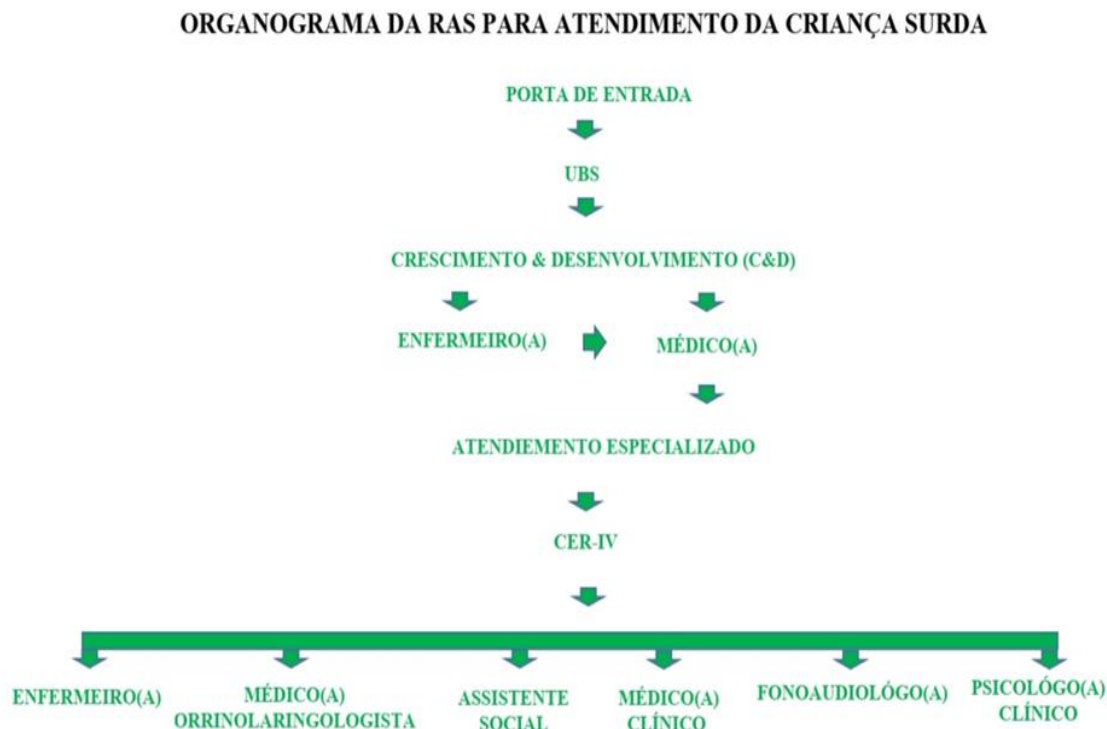 ORGANOGRAMA DA RAS PARA ATENDIMENTO DA CRIANÇA SURDA
PORTA DE ENTRADA
UBS
CRESCIMENTO & DESENVOLVIMENTO (C&D)
ENFERMEIRO(A)
MÉDICO(A)
ATENDIEMENTO ESPECIALIZADO
CER-IV
ENFERMEIRO(A)
MÉDICO(A)
ORRINOLARINGOLOGISTA
ASSISTENTE
SOCIAL
MÉDICO(A)
CLÍNICO
FONOAUDIOLÓGO(A)
PSICOLÓGO(A)
CLÍNICO